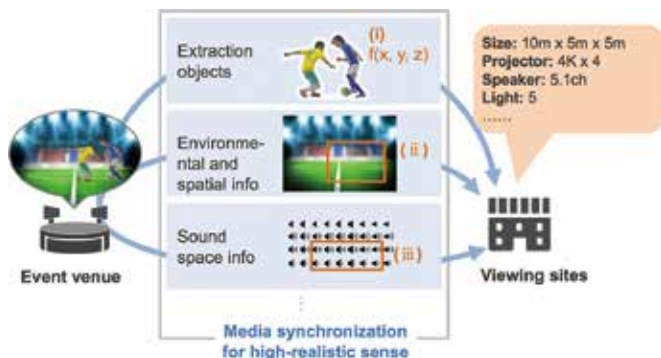 Extraction
objects
(i)
f(x, y, z)
Environme-
ntal and
spatial info
(ii)
Sound
space info
(iii)
Event venue
Size: 10m x 5m x 5m
Projector: 4K x 4
Speaker: 5.1ch
Light: 5
......
Viewing sites
Media synchronization
for high-realistic sense